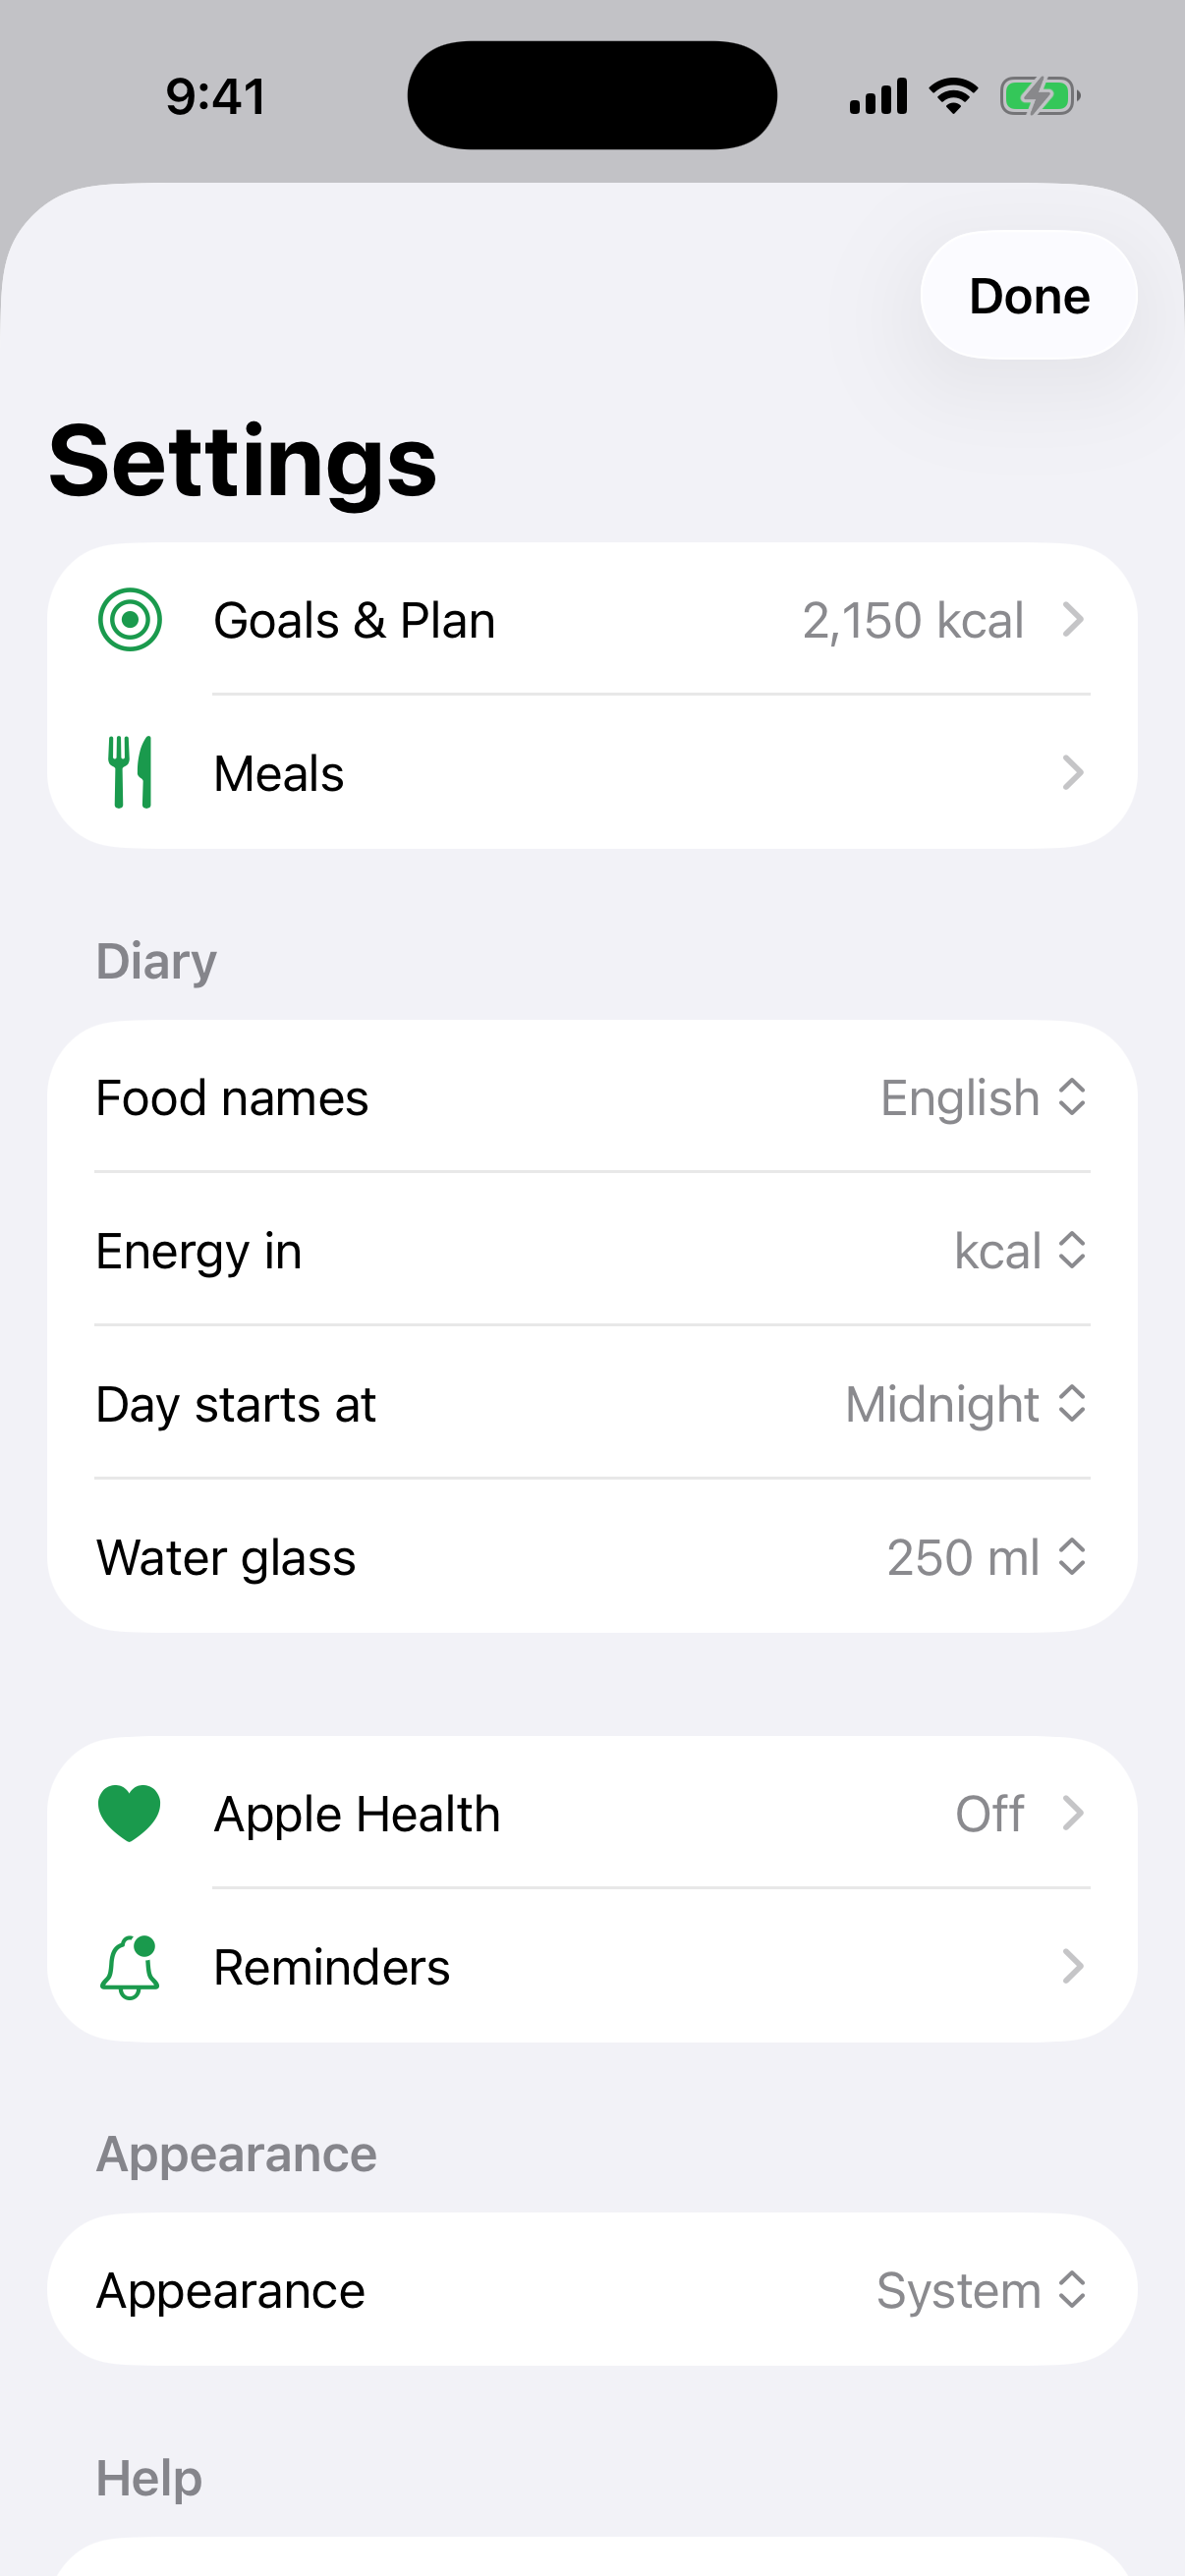 9:41
Done
Settings
Goals & Plan 2,150 kcal
Meals
Diary
Food names English
Energy in kcal
Day starts at Midnight
Water glass 250 ml
Apple Health Off
Reminders
Appearance
Appearance System
Help